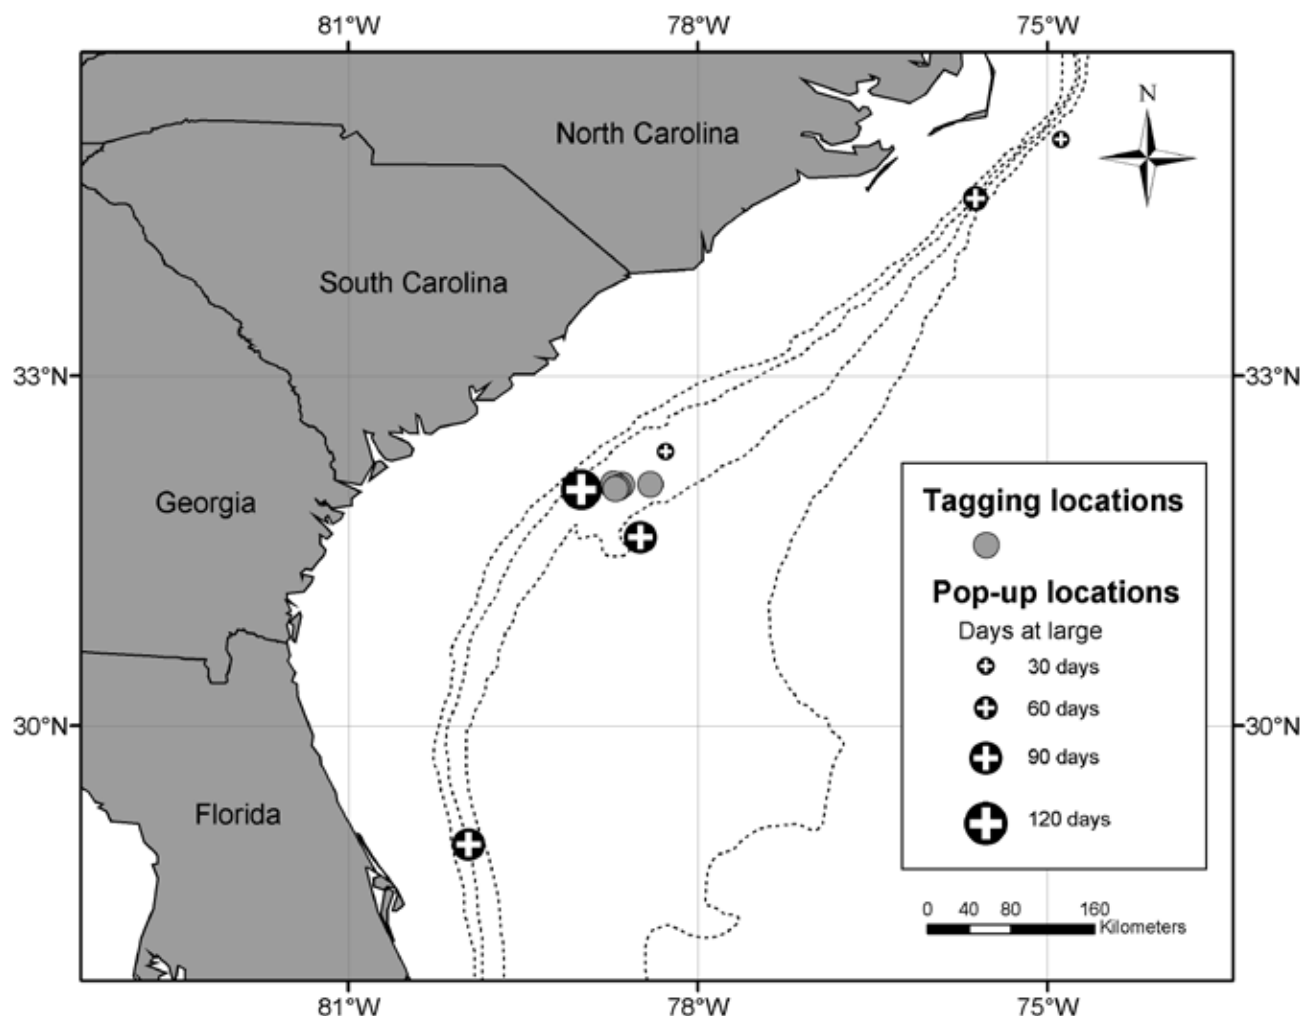 81°W 78°W 75°W
N
North Carolina
South Carolina
33°N 33°N
Georgia
Tagging locations
Pop-up locations
Days at large
30 days
60 days
30°N 30°N
90 days
Florida
120 days
0 40 80 160
Kilometers
81°W 78°W 75°W